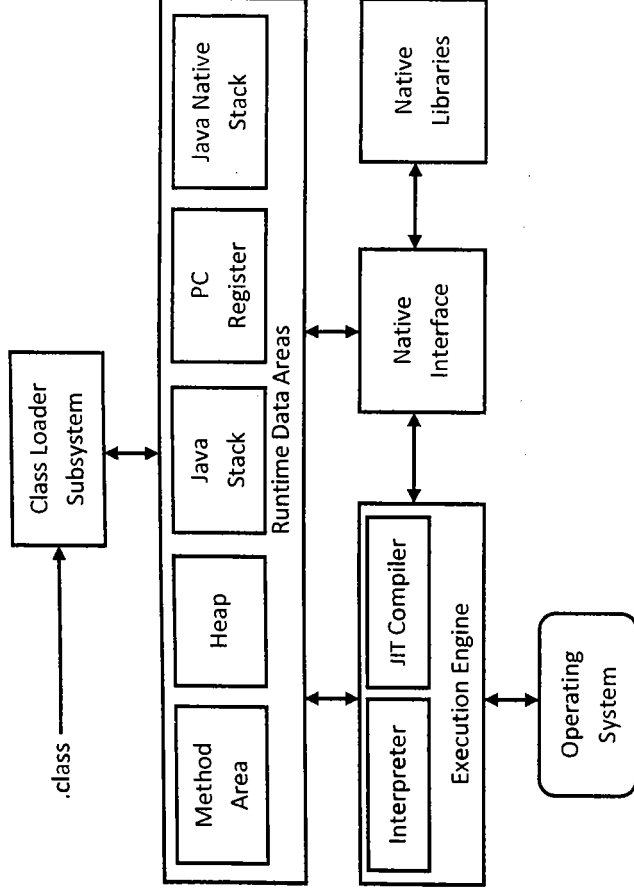 .class
Class Loader
Subsystem
Method
Area
Heap
Java
Stack
PC
Register
Java Native
Stack
Runtime Data Areas
Interpreter
JIT Compiler
Execution Engine
Native
Interface
Native
Libraries
Operating
System